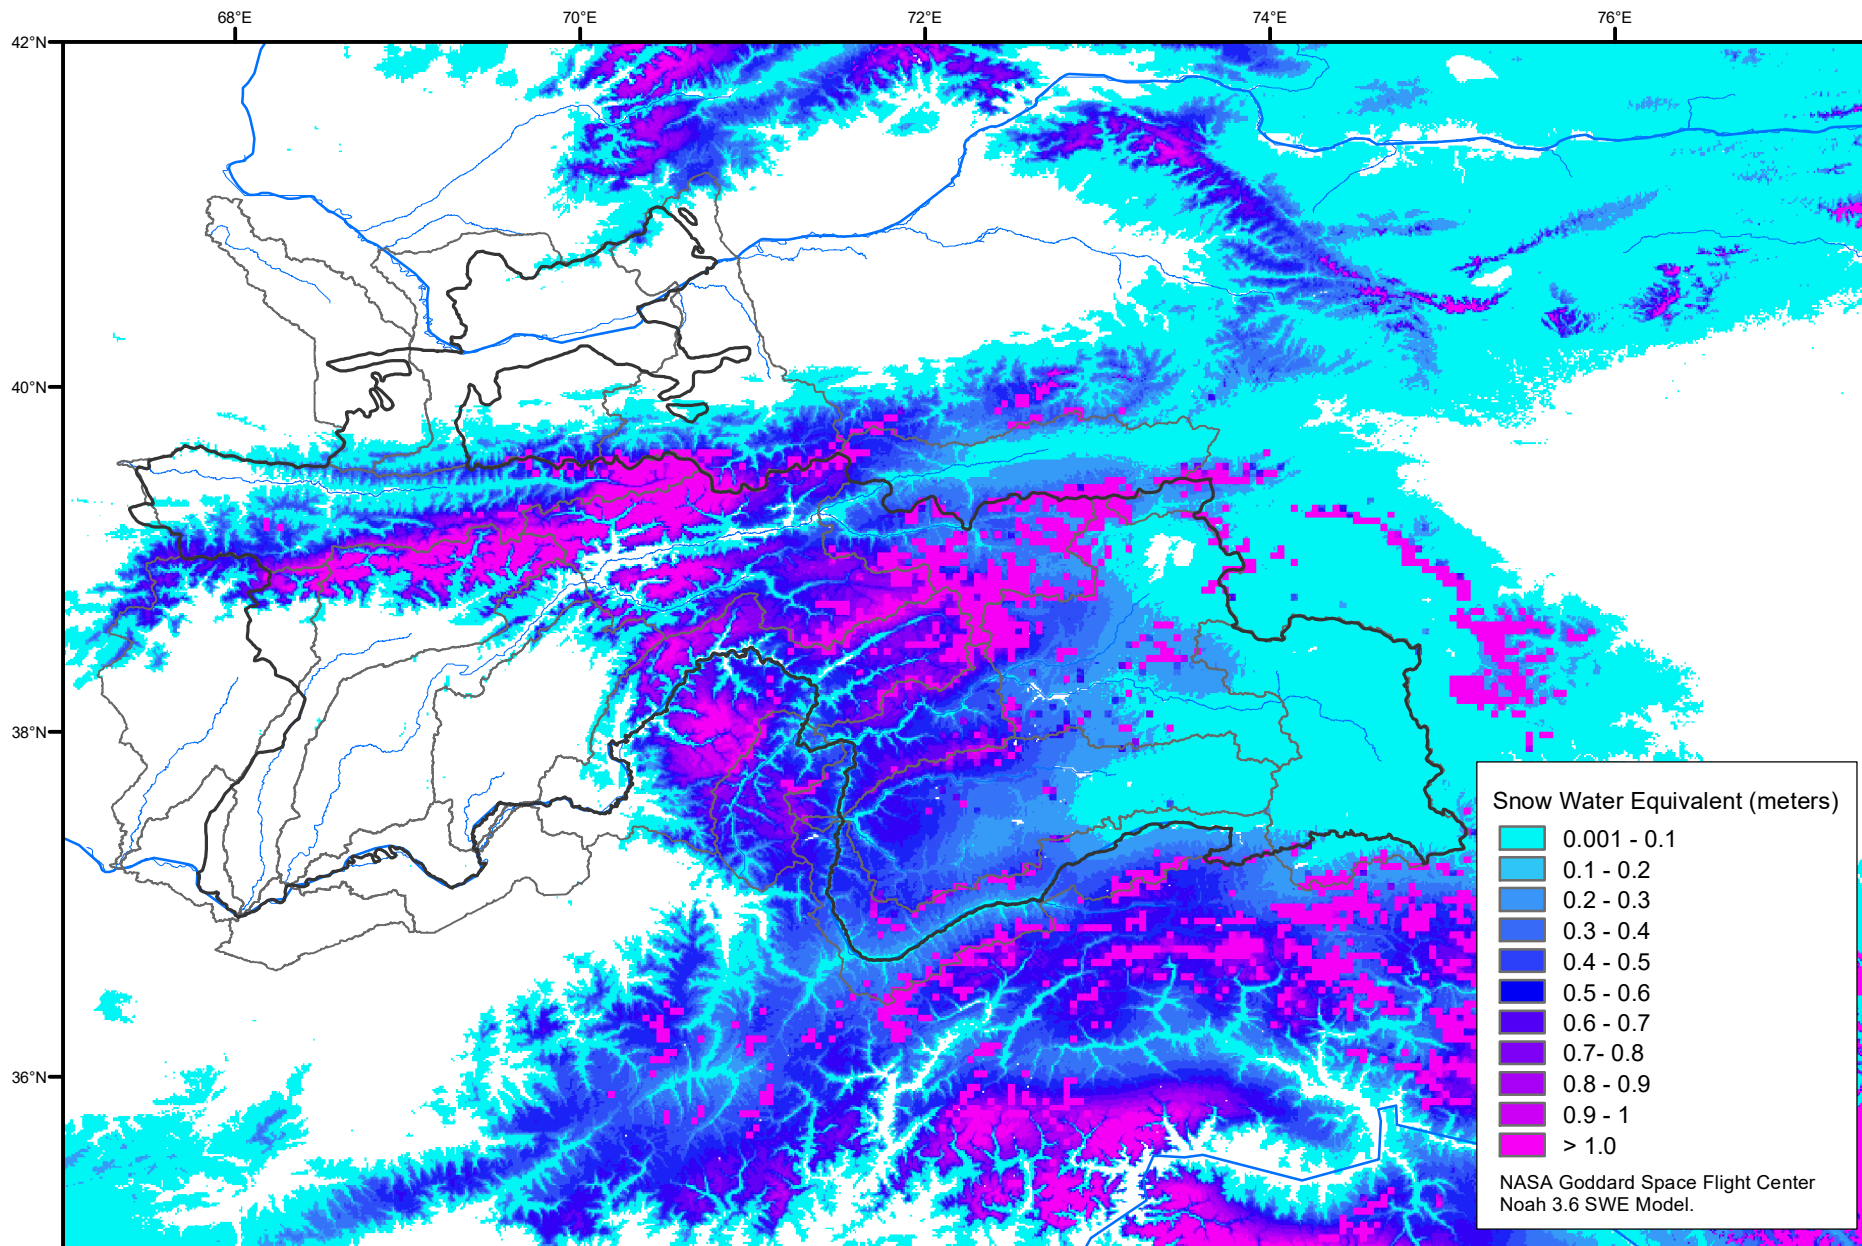 68°E 70°E 72°E 74°E 76°E
42°N
40°N
38°N
36°N
Snow Water Equivalent (meters)
0.001 - 0.1
0.1 - 0.2
0.2 - 0.3
0.3 - 0.4
0.4 - 0.5
0.5 - 0.6
0.6 - 0.7
0.7- 0.8
0.8 - 0.9
0.9 - 1
> 1.0
NASA Goddard Space Flight Center
Noah 3.6 SWE Model.